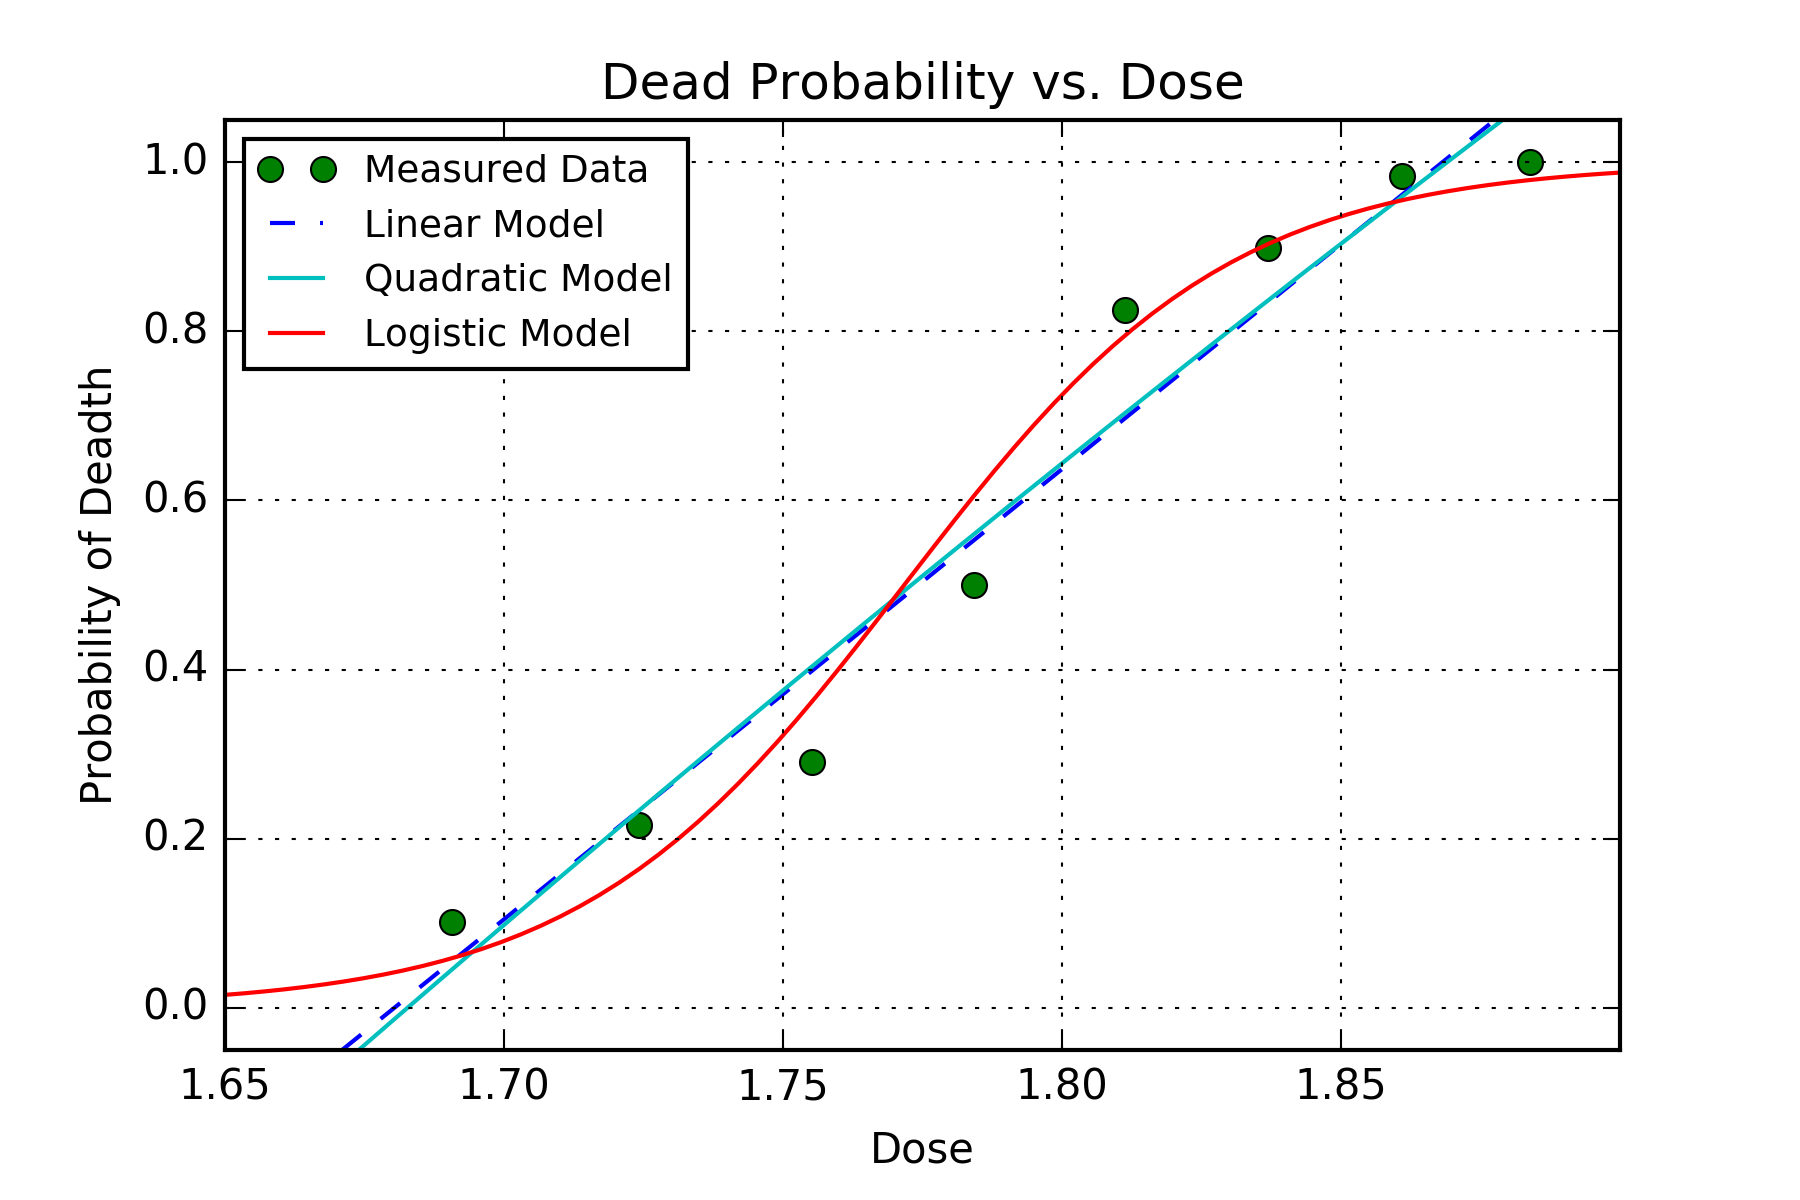 Dead Probability vs. Dose
Measured Data
Linear Model
Quadratic Model
Logistic Model
1.0
0.8
0.6
0.4
0.2
0.0
Probability of Deadth
1.65 1.70 1.75 1.80 1.85
Dose